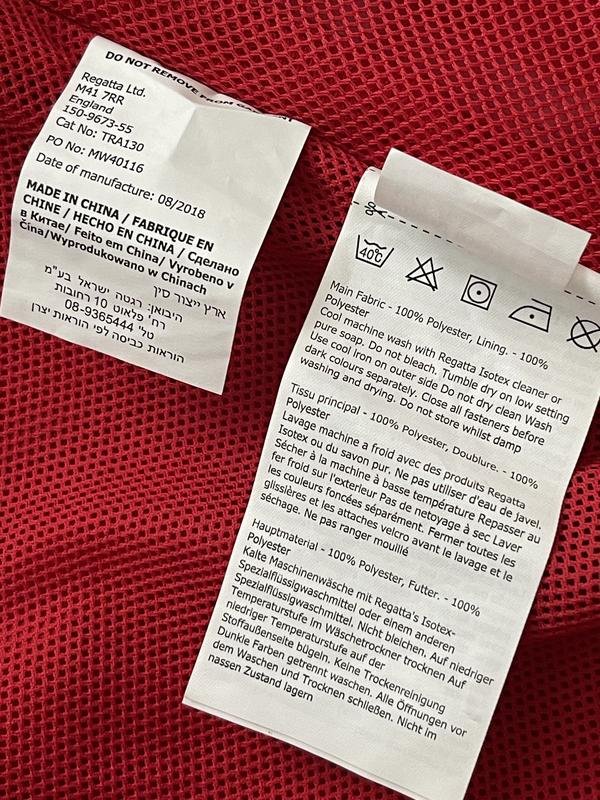 DO NOT REMOVE FROM GARMENT
Regatta Ltd.
M41 7RR
England
150-9673-55
Cat No: TRA130
PO No: MW40116
Date of manufacture: 08/2018
MADE IN CHINA / FABRIQUE EN
CHINE / HECHO EN CHINA / Сделано
в Китае/ Feito em China/ Vyrobeno v
Čína/Wyprodukowano w Chinach
ארץ ייצור סין
היבואן: רגטה ישראל בע"מ
רח' פלאוט 10 רחובות
טל' 08-9365444
הוראות כביסה לפי הוראות יצרן
40C
Main Fabric - 100% Polyester, Lining. - 100%
Polyester
Cool machine wash with Regatta Isotex cleaner or
pure soap. Do not bleach. Tumble dry on low setting
Use cool iron on outer side Do not dry clean Wash
dark colours separately. Close all fasteners before
washing and drying. Do not store whilst damp
Tissu principal - 100% Polyester, Doublure. - 100%
Polyester
Lavage machine a froid avec des produits Regatta
Isotex ou du savon pur. Ne pas utiliser d'eau de javel.
Sécher à la machine à basse température Repasser au
fer froid sur l'exterieur Pas de netoyage à sec Laver
les couleurs foncées séparément. Fermer toutes les
glissières et les attaches velcro avant le lavage et le
séchage. Ne pas ranger mouillé
Hauptmaterial - 100% Polyester, Futter. - 100%
Polyester
Kalte Maschinenwäsche mit Regatta's Isotex-
Spezialflüssigwaschmittel oder einem anderen
Spezialflüssigwaschmittel. Nicht bleichen. Auf niedriger
Temperaturstufe im Wäschetrockner trocknen Auf
niedriger Temperaturstufe auf der
Stoffaußenseite bügeln. Keine Trockenreinigung
Dunkle Farben getrennt waschen. Alle Öffnungen vor
dem Waschen und Trocknen schließen. Nicht im
nassen Zustand lagern